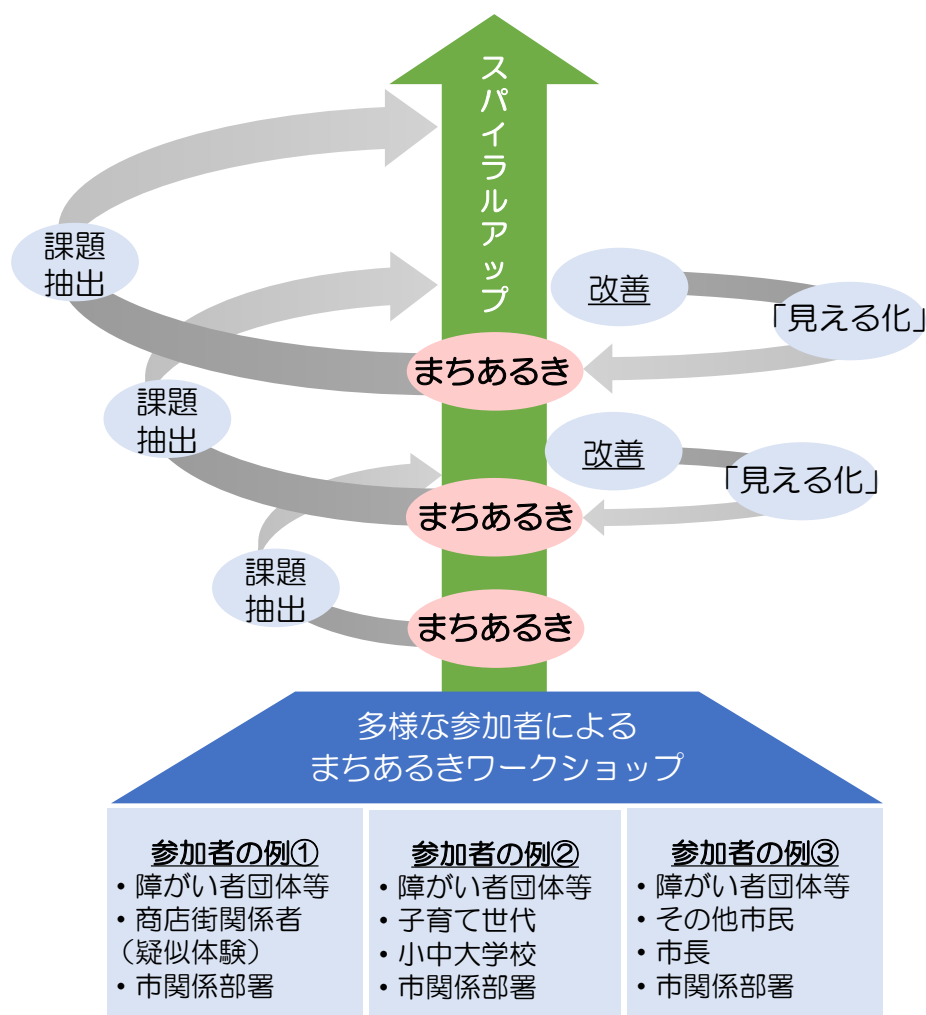 スパイラルアップ
課題
抽出
改善
「見える化」
まちあるき
課題
抽出
改善
「見える化」
まちあるき
課題
抽出
まちあるき
多様な参加者による
まちあるきワークショップ
参加者の例①
・障がい者団体等
・商店街関係者
（疑似体験）
・市関係部署
参加者の例②
・障がい者団体等
・子育て世代
・小中大学校
・市関係部署
参加者の例③
・障がい者団体等
・その他市民
・市長
・市関係部署